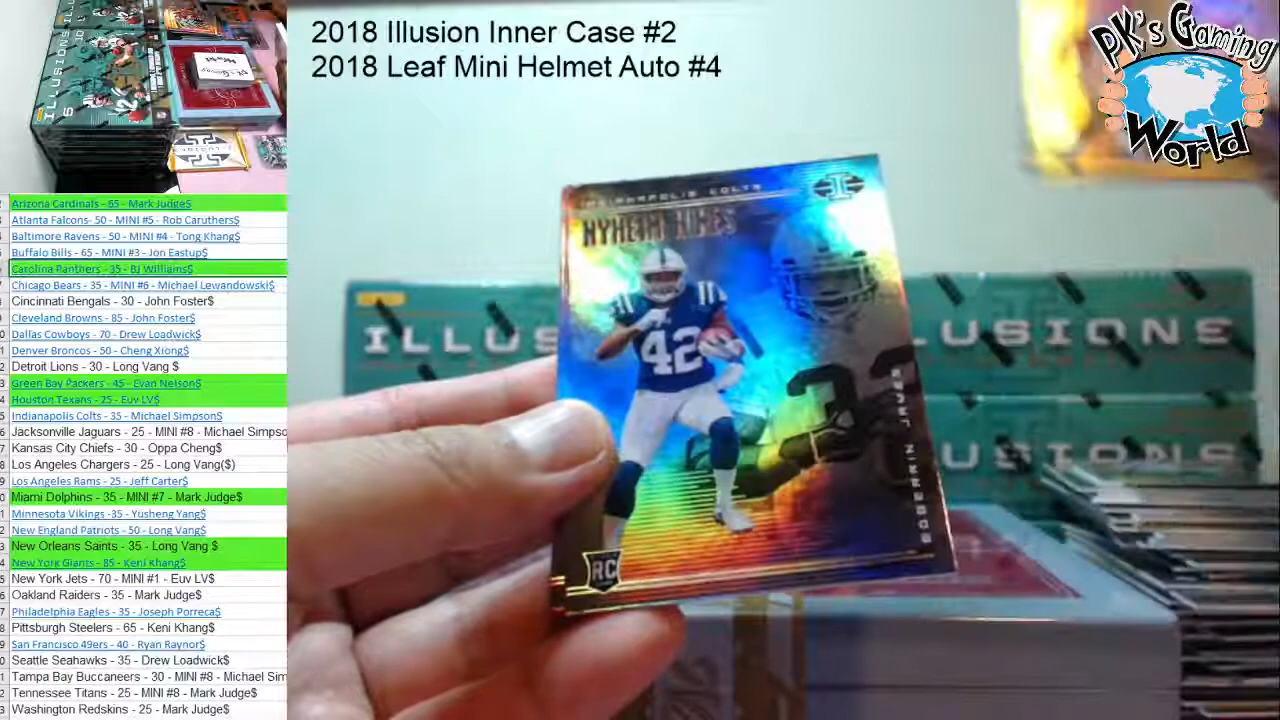 2018 Illusion Inner Case #2
2018 Leaf Mini Helmet Auto #4
PK's Gaming
World
ILLUSIONS
Arizona Cardinals - 65 - Mark Judge$
Atlanta Falcons- 50 - MINI #5 - Rob Caruthers$
Baltimore Ravens - 50 - MINI #4 - Tong Khang$
Buffalo Bills - 65 - MINI #3 - Jon Eastup$
Carolina Panthers - 35 - BJ Williams$
Chicago Bears - 35 - MINI #6 - Michael Lewandowski$
Cincinnati Bengals - 30 - John Foster$
Cleveland Browns - 85 - John Foster$
Dallas Cowboys - 70 - Drew Loadwick$
Denver Broncos - 50 - Cheng Xiong$
Detroit Lions - 30 - Long Vang $
Green Bay Packers - 45 - Evan Nelson$
Houston Texans - 25 - Euv LV$
Indianapolis Colts - 35 - Michael Simpson$
Jacksonville Jaguars - 25 - MINI #8 - Michael Simpso
Kansas City Chiefs - 30 - Oppa Cheng$
Los Angeles Chargers - 25 - Long Vang($)
Los Angeles Rams - 25 - Jeff Carter$
Miami Dolphins - 35 - MINI #7 - Mark Judge$
Minnesota Vikings -35 - Yusheng Yang$
New England Patriots - 50 - Long Vang$
New Orleans Saints - 35 - Long Vang $
New York Giants - 85 - Keni Khang$
New York Jets - 70 - MINI #1 - Euv LV$
Oakland Raiders - 35 - Mark Judge$
Philadelphia Eagles - 35 - Joseph Porreca$
Pittsburgh Steelers - 65 - Keni Khang$
San Francisco 49ers - 40 - Ryan Raynor$
Seattle Seahawks - 35 - Drew Loadwick$
Tampa Bay Buccaneers - 30 - MINI #8 - Michael Sim
Tennessee Titans - 25 - MINI #8 - Mark Judge$
Washington Redskins - 25 - Mark Judge$
INDIANAPOLIS COLTS
NYHEIM HINES
42
RC
ILLUS
LUSIONS
USIONS